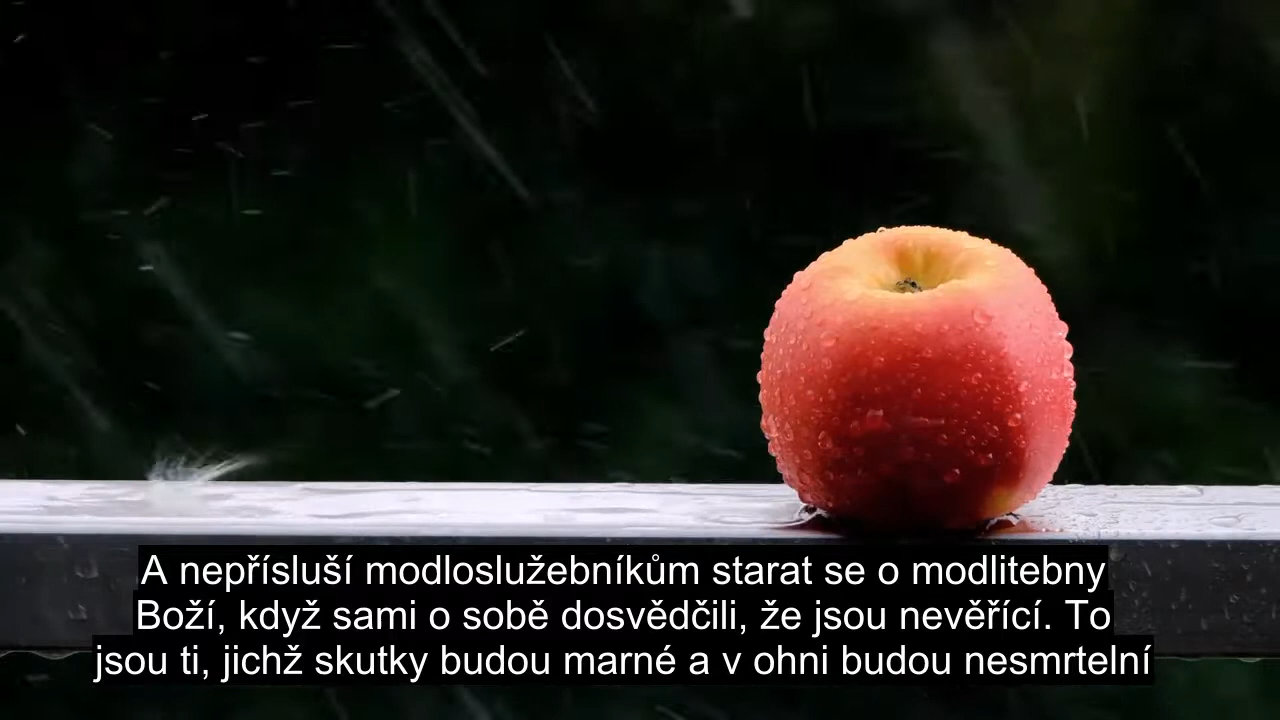 A nepřísluší modloslužebníkům starat se o modlitebny
Boží, když sami o sobě dosvědčili, že jsou nevěřící. To
jsou ti, jichž skutky budou marné a v ohni budou nesmrtelní